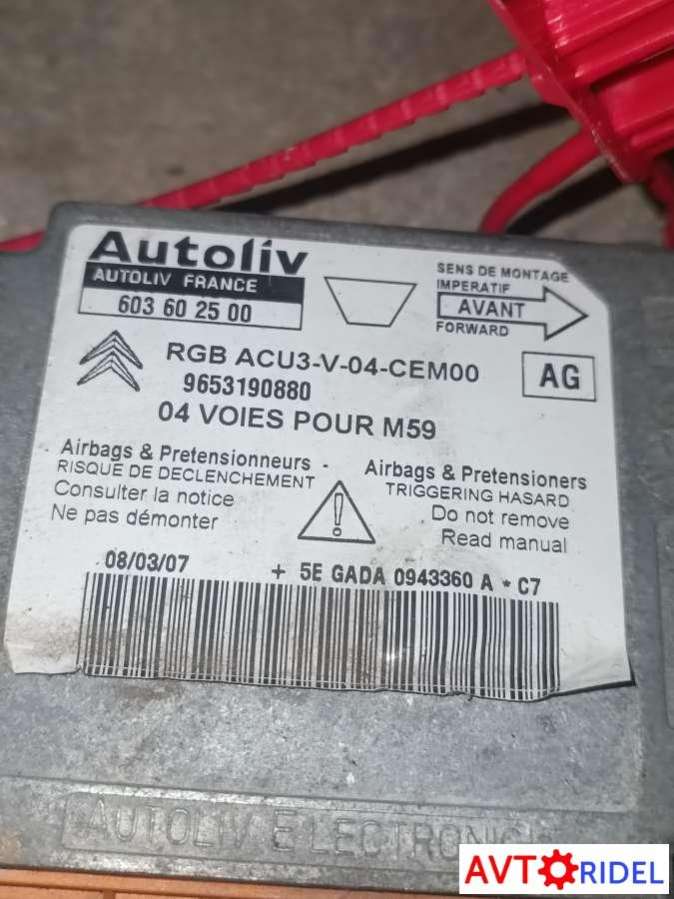 Autoliv
AUTOLIV FRANCE
603 60 25 00
SENS DE MONTAGE
IMPERATIF
AVANT
FORWARD
RGB ACU3-V-04-CEM00
9653190880
AG
04 VOIES POUR M59
Airbags & Pretensionneurs -
RISQUE DE DECLENCHEMENT
Consulter la notice
Ne pas démonter
Airbags & Pretensioners
TRIGGERING HASARD
Do not remove
Read manual
08/03/07
+ 5E GADA 0943360 A * C7
AUTOLIV ELECTRONIC
AVTORIDEL